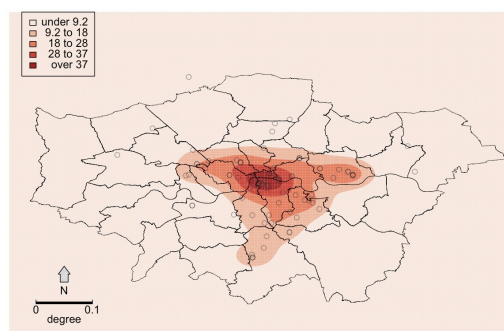 under 9.2
9.2 to 18
18 to 28
28 to 37
over 37
N
0 0.1
degree